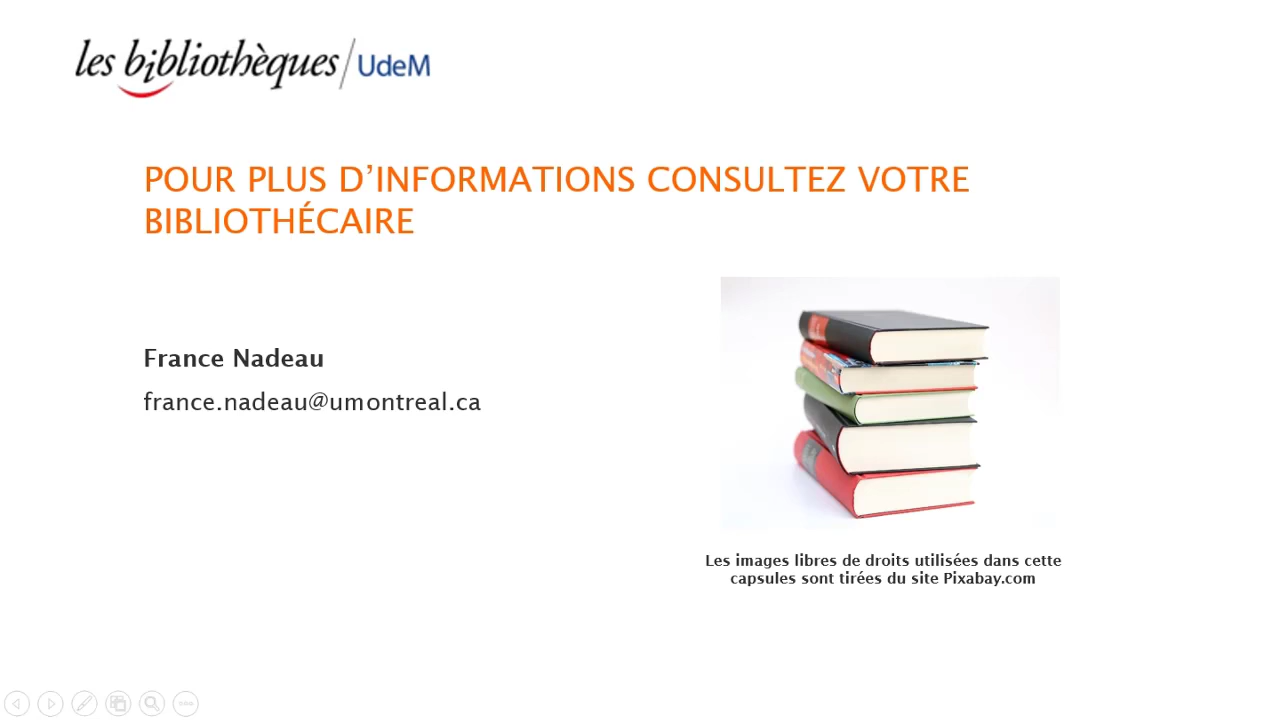 les bibliothèques/UdeM
POUR PLUS D’INFORMATIONS CONSULTEZ VOTRE
BIBLIOTHÉCAIRE
France Nadeau
france.nadeau@umontreal.ca
Les images libres de droits utilisées dans cette
capsules sont tirées du site Pixabay.com